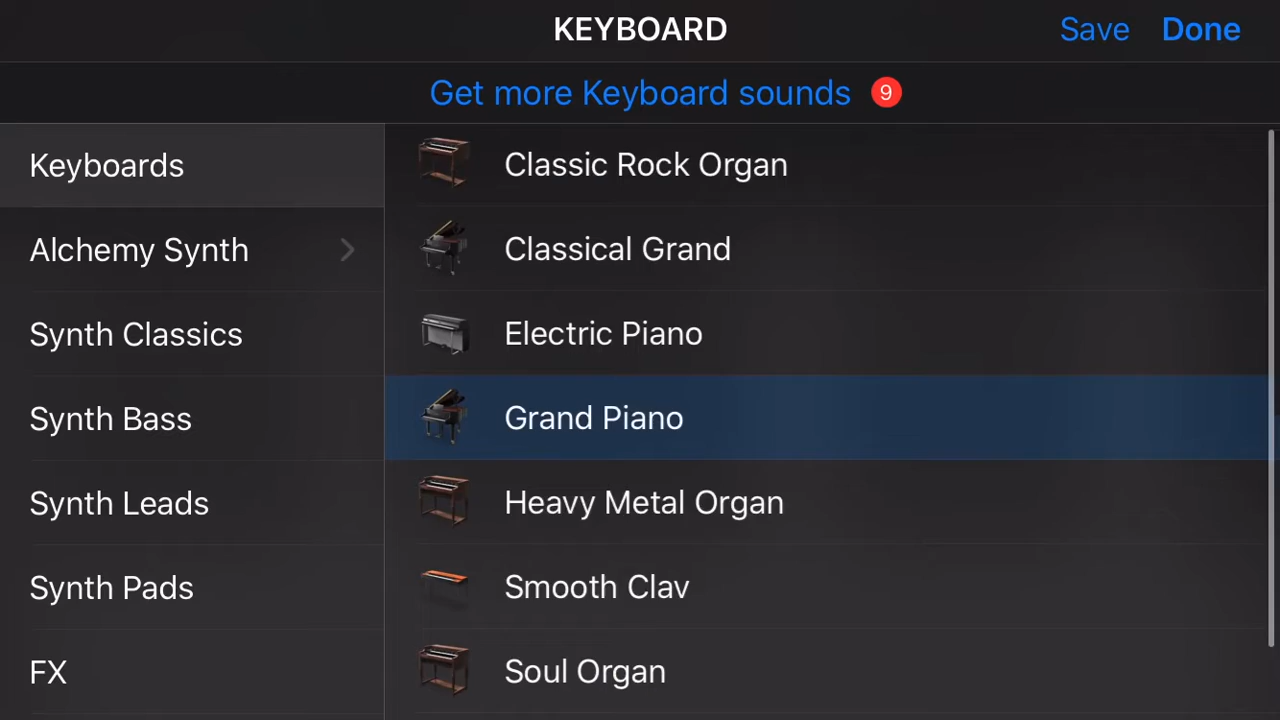 KEYBOARD
Save
Done
Get more Keyboard sounds
9
Keyboards
Alchemy Synth
Synth Classics
Synth Bass
Synth Leads
Synth Pads
FX
Classic Rock Organ
Classical Grand
Electric Piano
Grand Piano
Heavy Metal Organ
Smooth Clav
Soul Organ